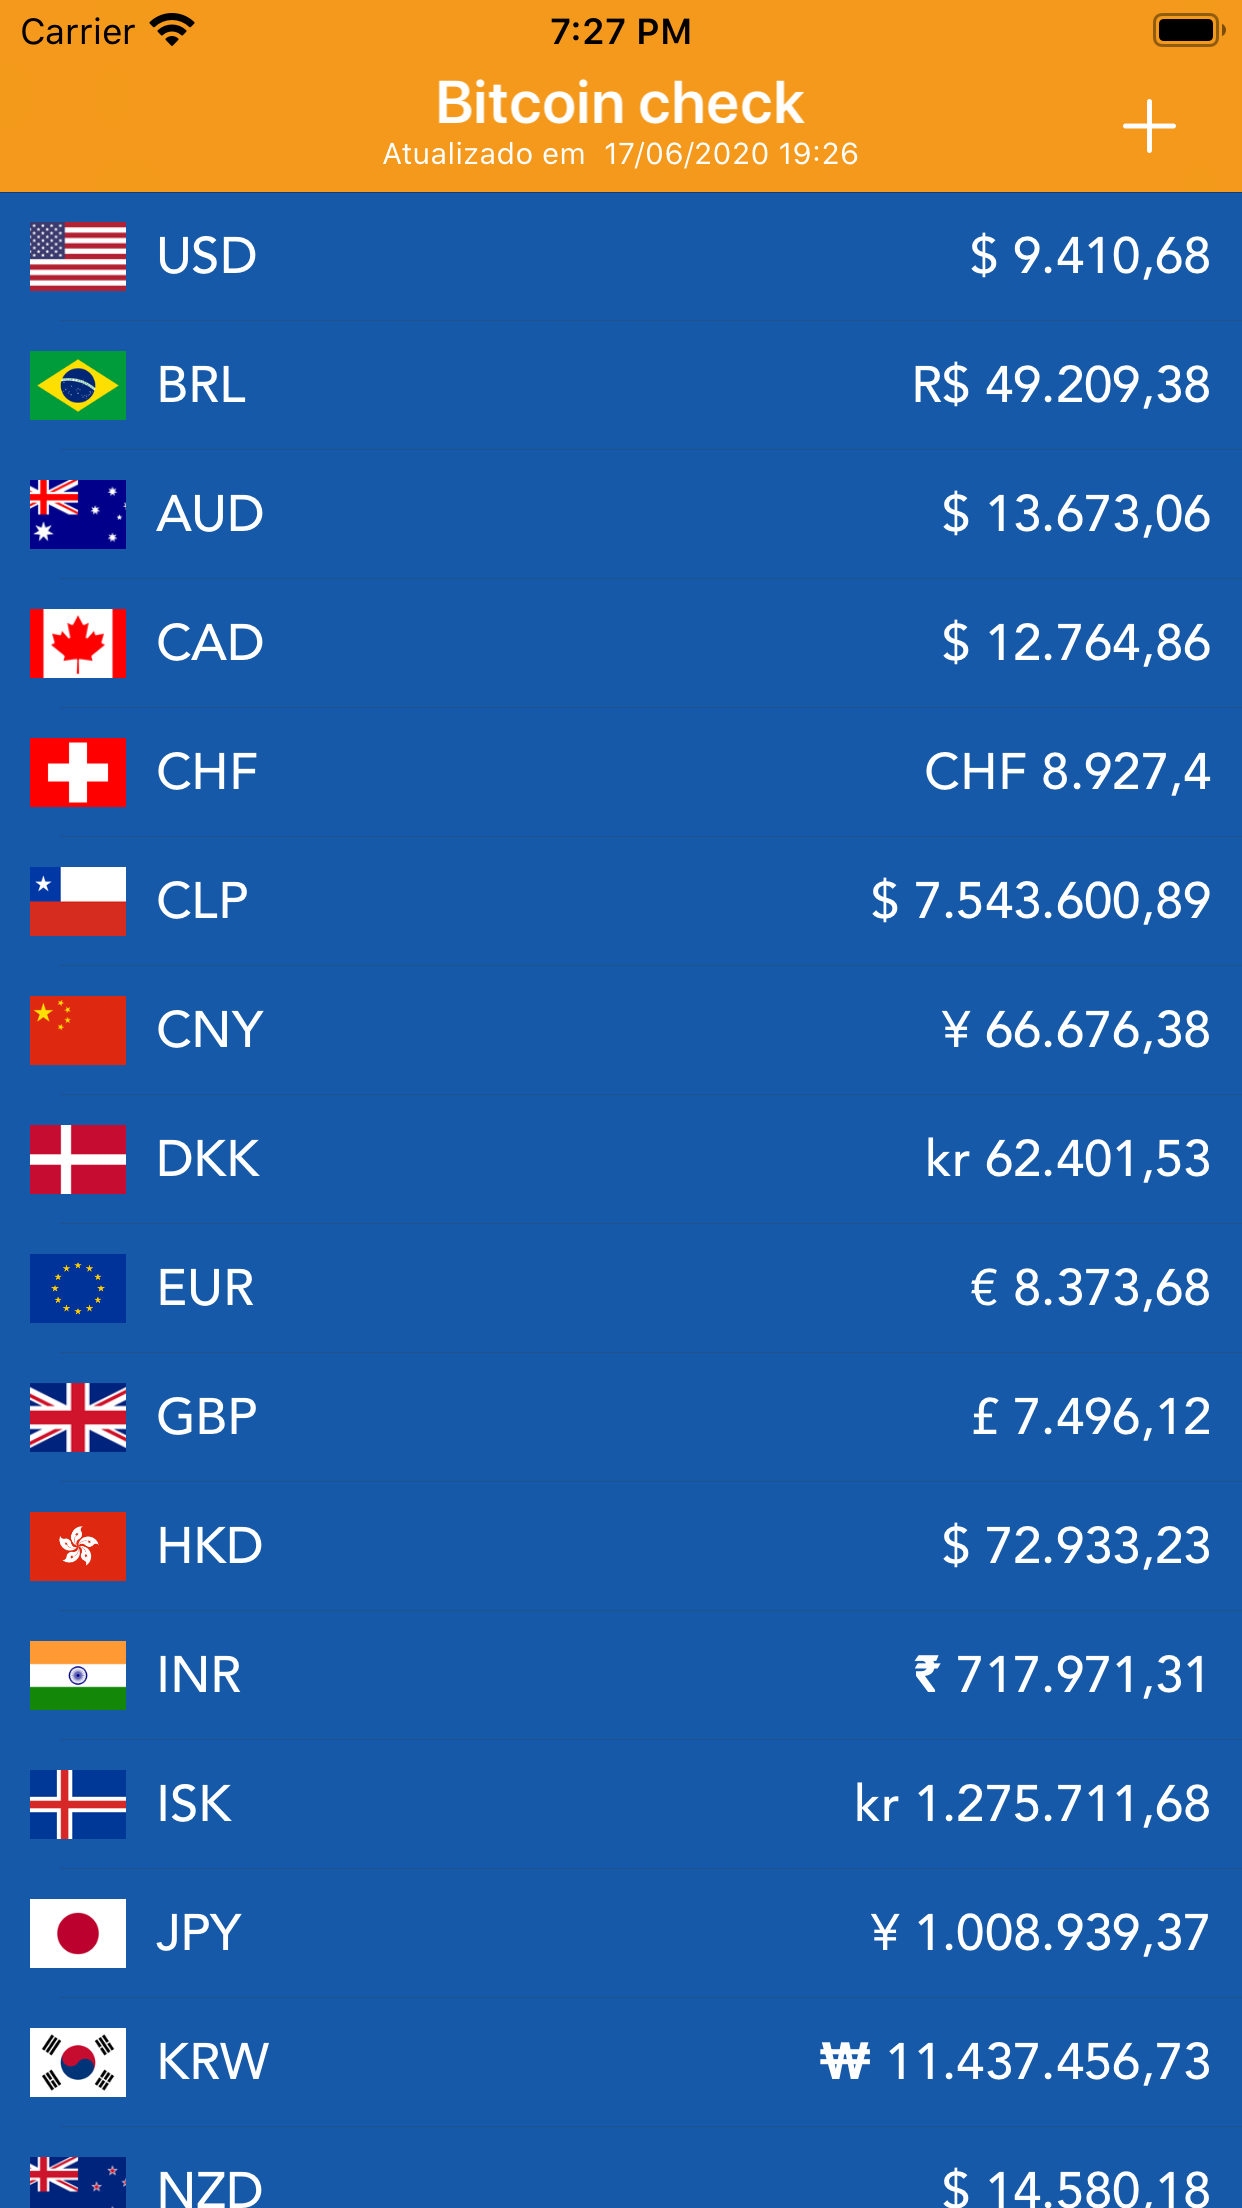 Carrier 7:27 PM
Bitcoin check
Atualizado em 17/06/2020 19:26
USD $ 9.410,68
BRL R$ 49.209,38
AUD $ 13.673,06
CAD $ 12.764,86
CHF CHF 8.927,4
CLP $ 7.543.600,89
CNY ¥ 66.676,38
DKK kr 62.401,53
EUR € 8.373,68
GBP £ 7.496,12
HKD $ 72.933,23
INR ₹ 717.971,31
ISK kr 1.275.711,68
JPY ¥ 1.008.939,37
KRW ₩ 11.437.456,73
NZD $ 14.580,18